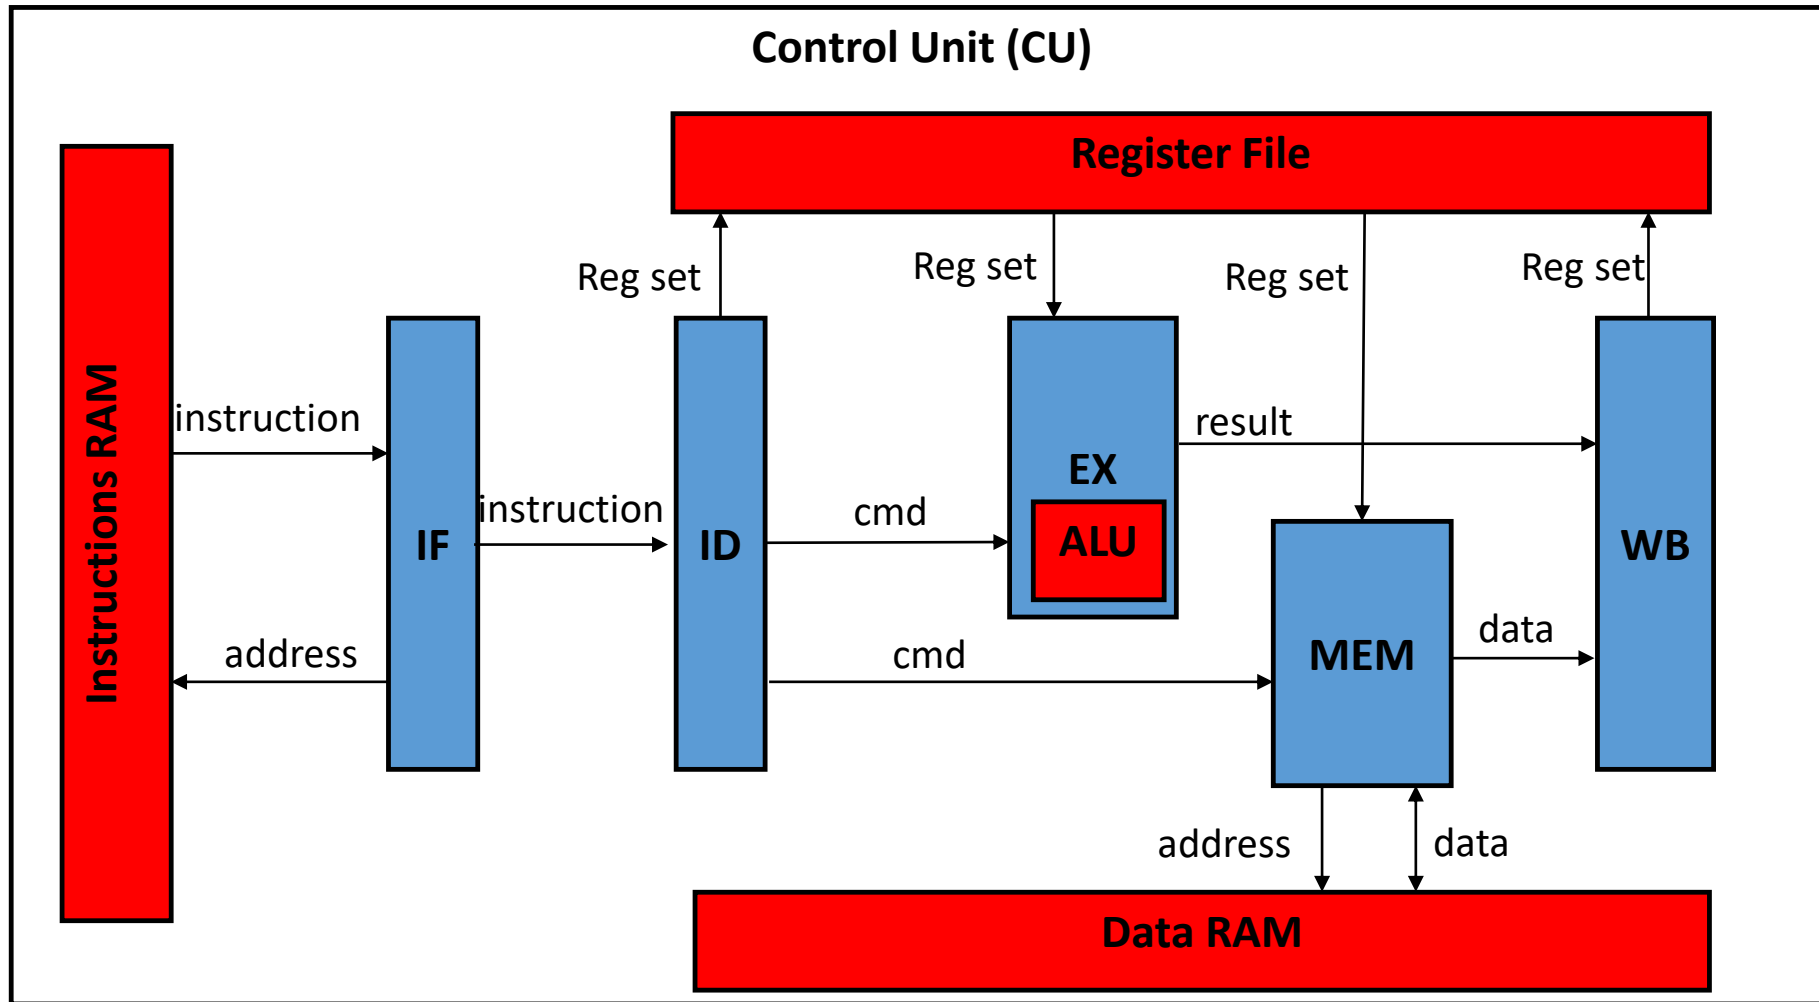 Control Unit (CU)
Register File
Reg set
Reg set
Reg set
Reg set
Instructions RAM
instruction
address
IF
instruction
ID
cmd
cmd
EX
ALU
result
MEM
data
WB
address
data
Data RAM